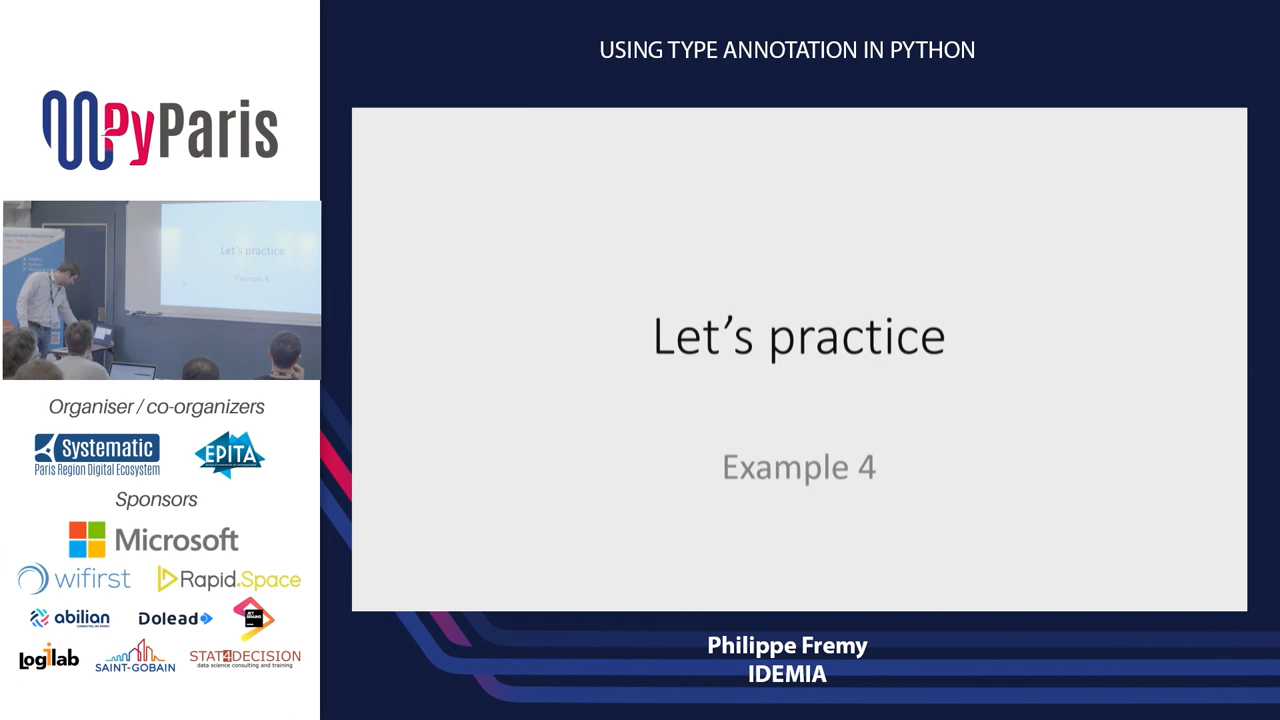 USING TYPE ANNOTATION IN PYTHON
PyParis
Let's practice
Example 4
Organiser / co-organizers
Systematic
Paris Region Digital Ecosystem
EPITA
Sponsors
Microsoft
wifirst
Rapid.Space
abilian
Dolead
JET
BRAINS
Logilab
SAINT-GOBAIN
STAT4DECISION
data science consulting and training
Let’s practice
Example 4
Philippe Fremy
IDEMIA